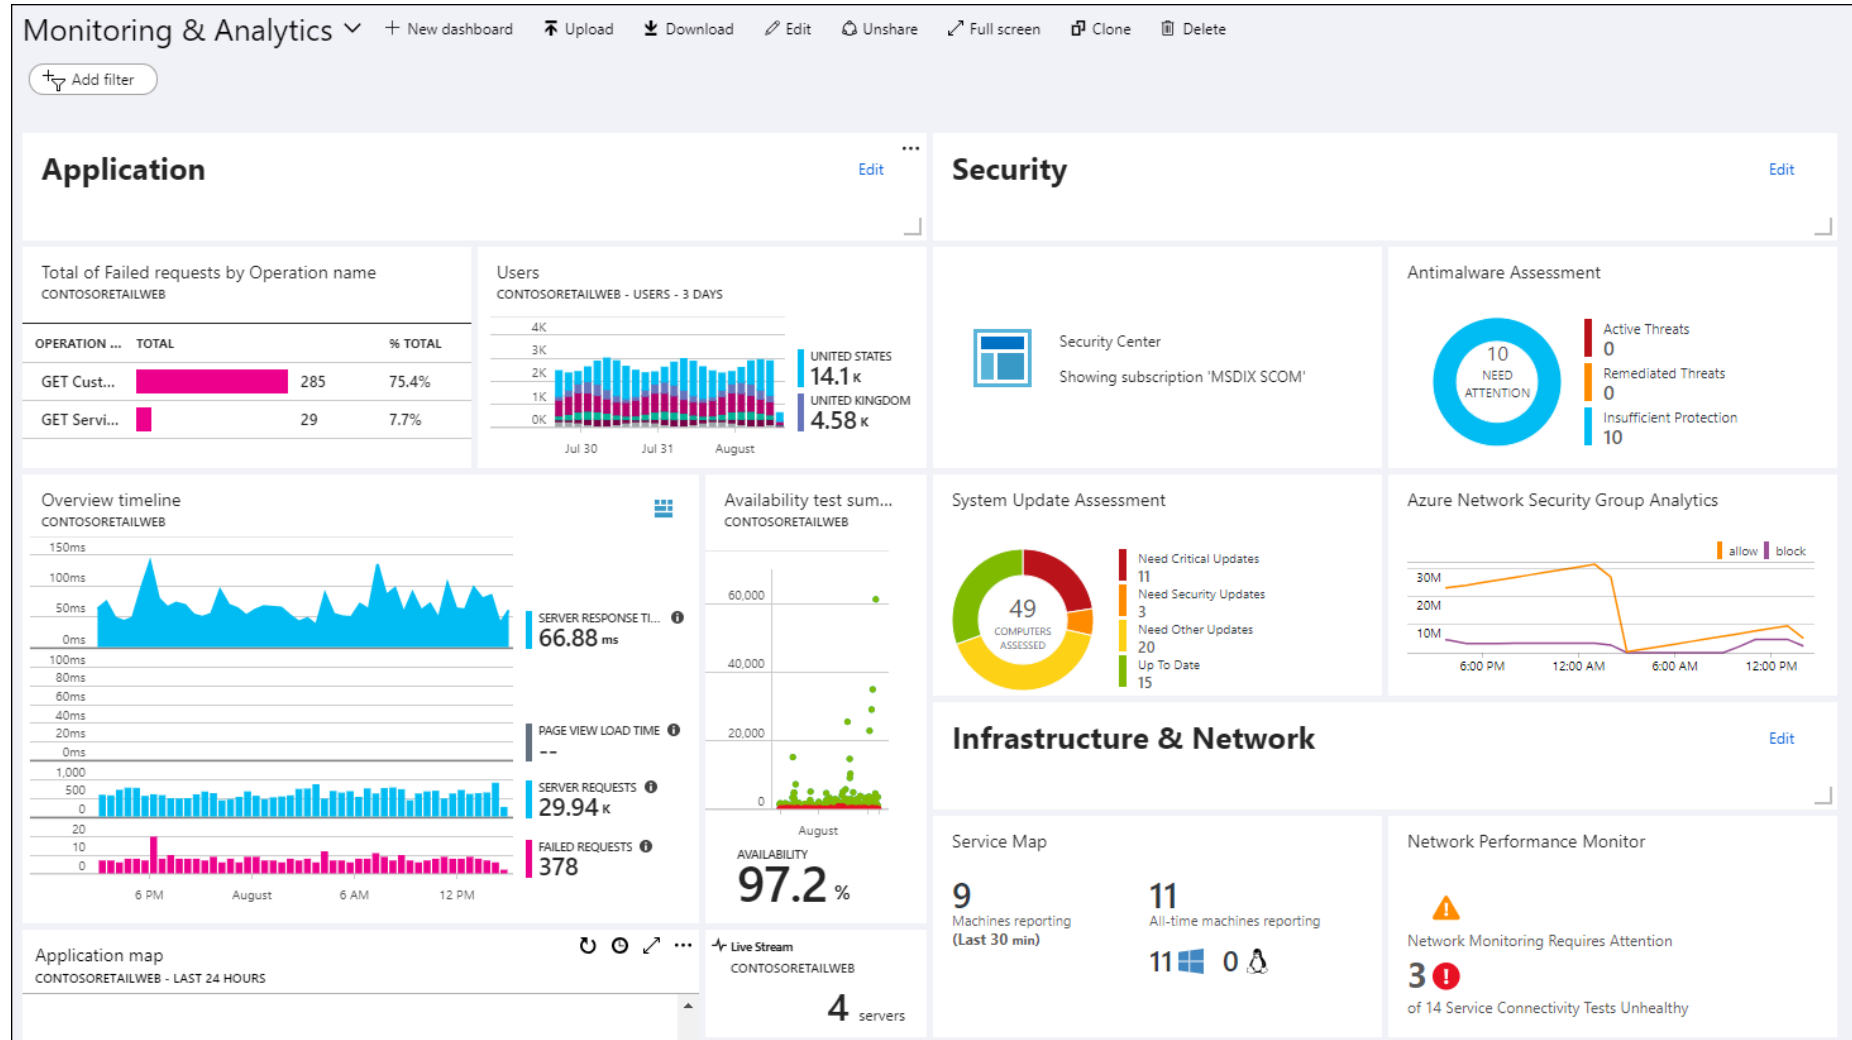 Monitoring & Analytics
New dashboard
Upload
Download
Edit
Unshare
Full screen
Clone
Delete
Add filter
Application
Edit
Total of Failed requests by Operation name
CONTOSORETAILWEB
OPERATION ... TOTAL % TOTAL
GET Cust... 285 75.4%
GET Servi... 29 7.7%
Users
CONTOSORETAILWEB - USERS - 3 DAYS
4K
3K
2K
1K
0K
Jul 30 Jul 31 August
UNITED STATES
14.1 K
UNITED KINGDOM
4.58 K
Overview timeline
CONTOSORETAILWEB
150ms
100ms
50ms
0ms
SERVER RESPONSE TI...
66.88 ms
100ms
80ms
60ms
40ms
20ms
0ms
PAGE VIEW LOAD TIME
--
1,000
500
0
SERVER REQUESTS
29.94 K
20
10
0
FAILED REQUESTS
378
6 PM August 6 AM 12 PM
Availability test sum...
CONTOSORETAILWEB
60,000
40,000
20,000
0
August
AVAILABILITY
97.2 %
Application map
CONTOSORETAILWEB - LAST 24 HOURS
Live Stream
CONTOSORETAILWEB
4 servers
Security
Edit
Security Center
Showing subscription 'MSDIX SCOM'
Antimalware Assessment
10
NEED
ATTENTION
Active Threats
0
Remediated Threats
0
Insufficient Protection
10
System Update Assessment
49
COMPUTERS
ASSESSED
Need Critical Updates
11
Need Security Updates
3
Need Other Updates
20
Up To Date
15
Azure Network Security Group Analytics
allow block
30M
20M
10M
6:00 PM 12:00 AM 6:00 AM 12:00 PM
Infrastructure & Network
Edit
Service Map
9
Machines reporting
(Last 30 min)
11
All-time machines reporting
11 0
Network Performance Monitor
Network Monitoring Requires Attention
3
of 14 Service Connectivity Tests Unhealthy